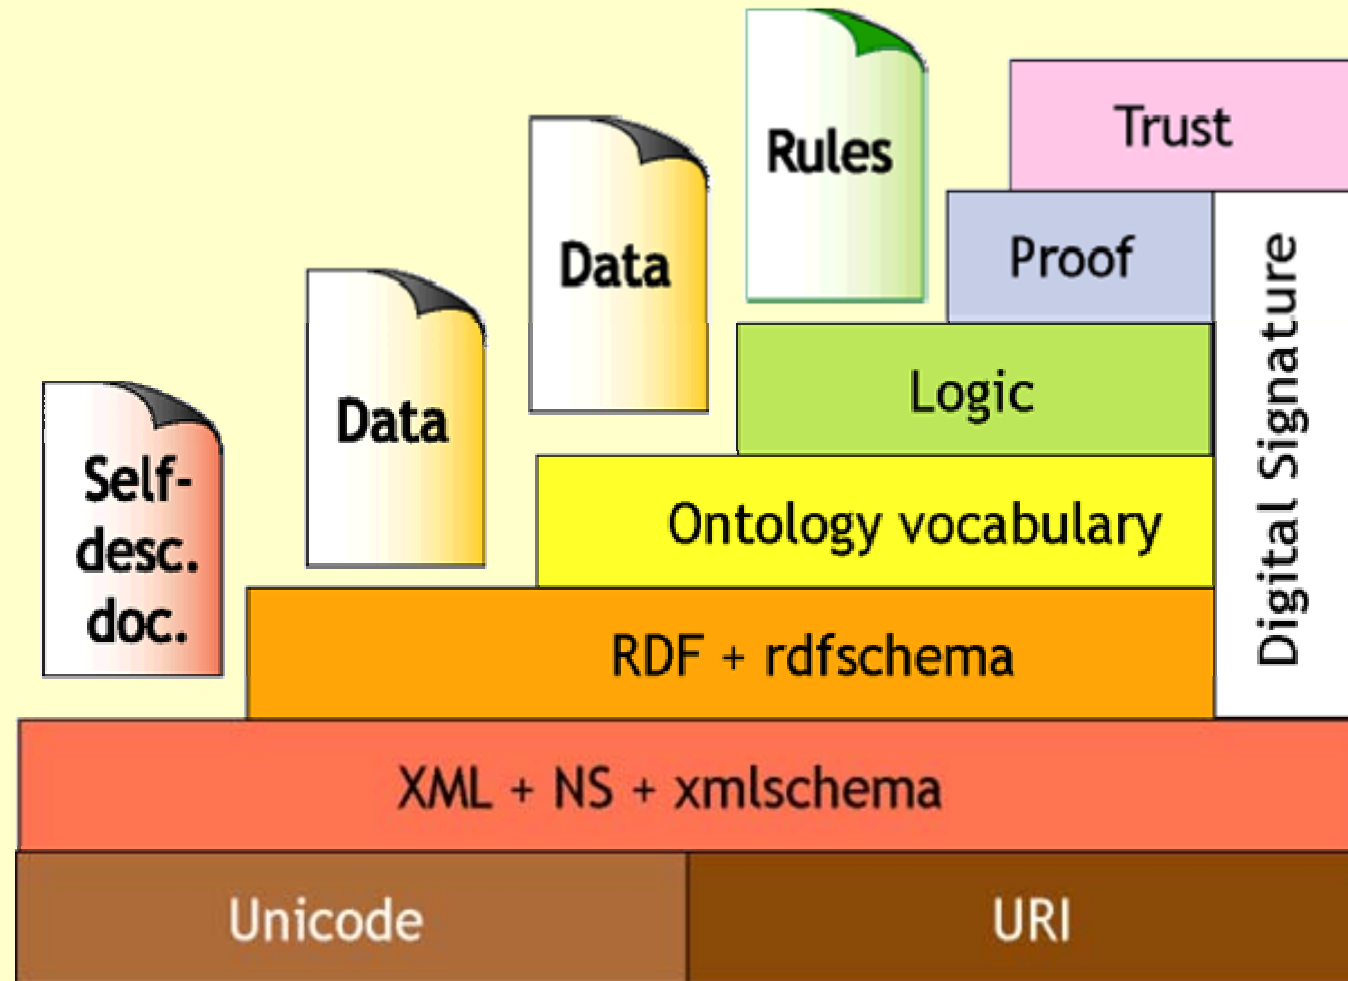 Trust
Rules
Proof
Data
Digital Signature
Logic
Data
Self-
desc.
doc.
Ontology vocabulary
RDF + rdfschema
XML + NS + xmlschema
Unicode
URI